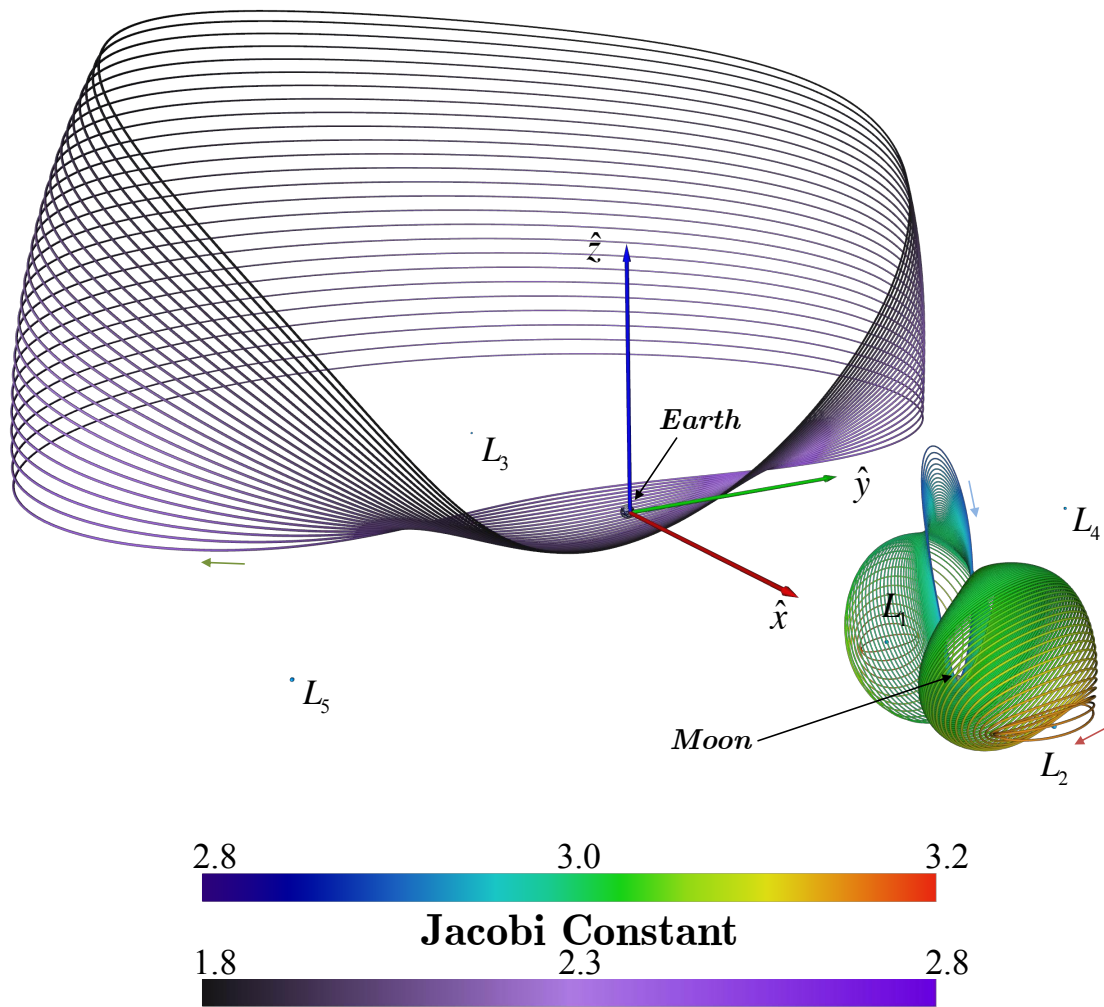 ẑ
Earth
L₃
ŷ
L₄
x̂
L₁
L₅
Moon
L₂
2.8 3.0 3.2
Jacobi Constant
1.8 2.3 2.8